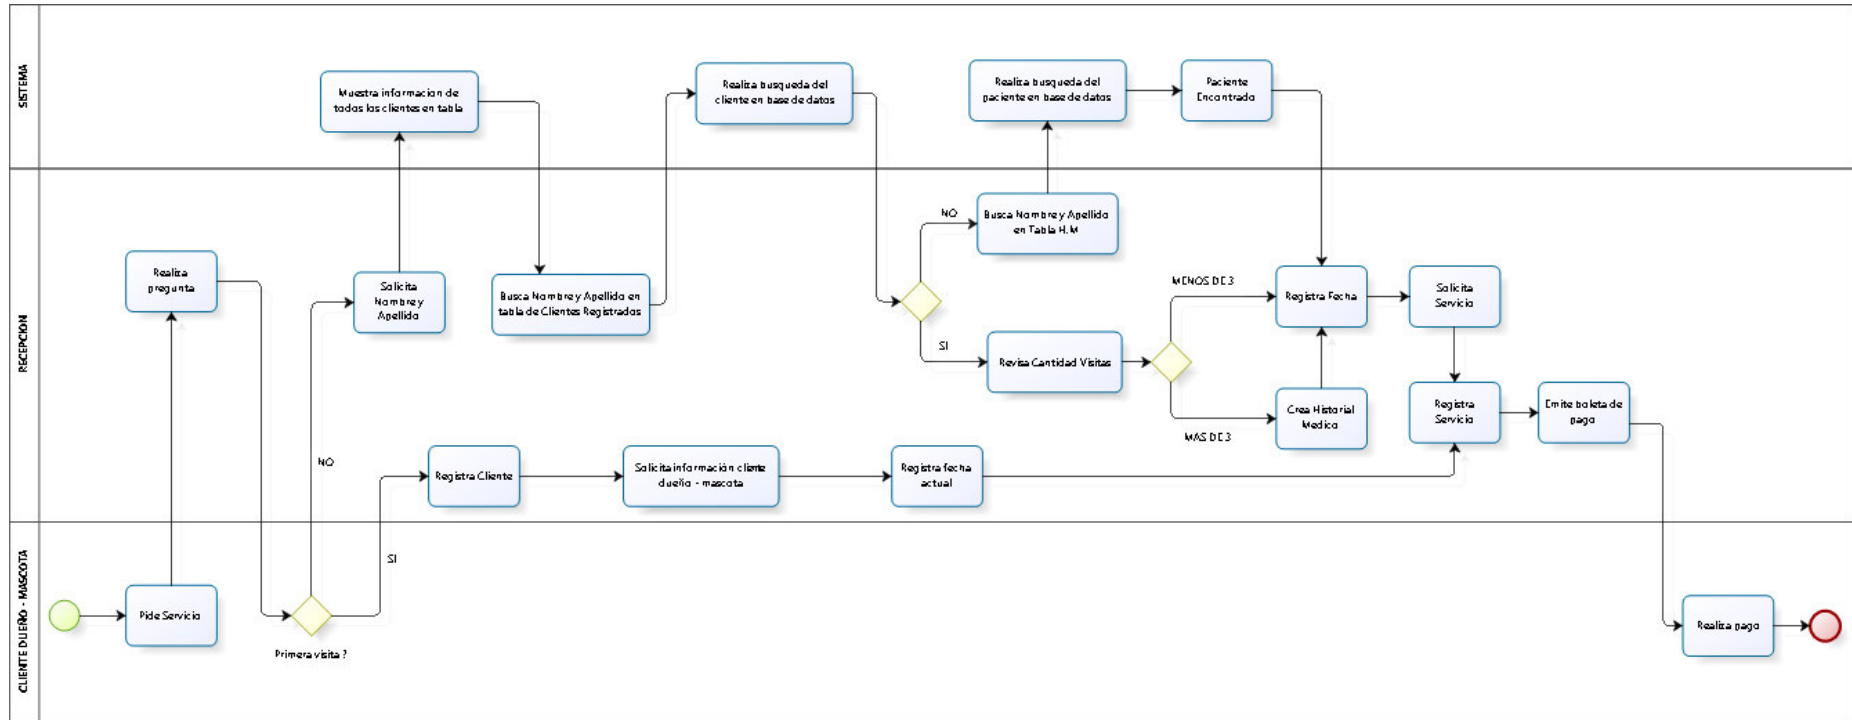 SISTEMA
Muestra informacion de
todos los clientes en tabla
Realiza busqueda del
cliente en base de datos
Realiza busqueda del
paciente en base de datos
Paciente
Encontrado
RECEPCION
Realiza
pregunta
Solicita
Nombre y
Apellido
Busca Nombre y Apellido en
tabla de Clientes Registrados
NO
Busca Nombre y Apellido
en Tabla H.M
SI
Revisa Cantidad Visitas
MENOS DE 3
MAS DE 3
Registra Fecha
Solicita
Servicio
Crea Historial
Medico
Registra
Servicio
Emite boleta de
pago
NO
Registra Cliente
Solicita información cliente
dueño - mascota
Registra fecha
actual
CLIENTE DUEÑO - MASCOTA
SI
Pide Servicio
Primera visita ?
Realiza pago